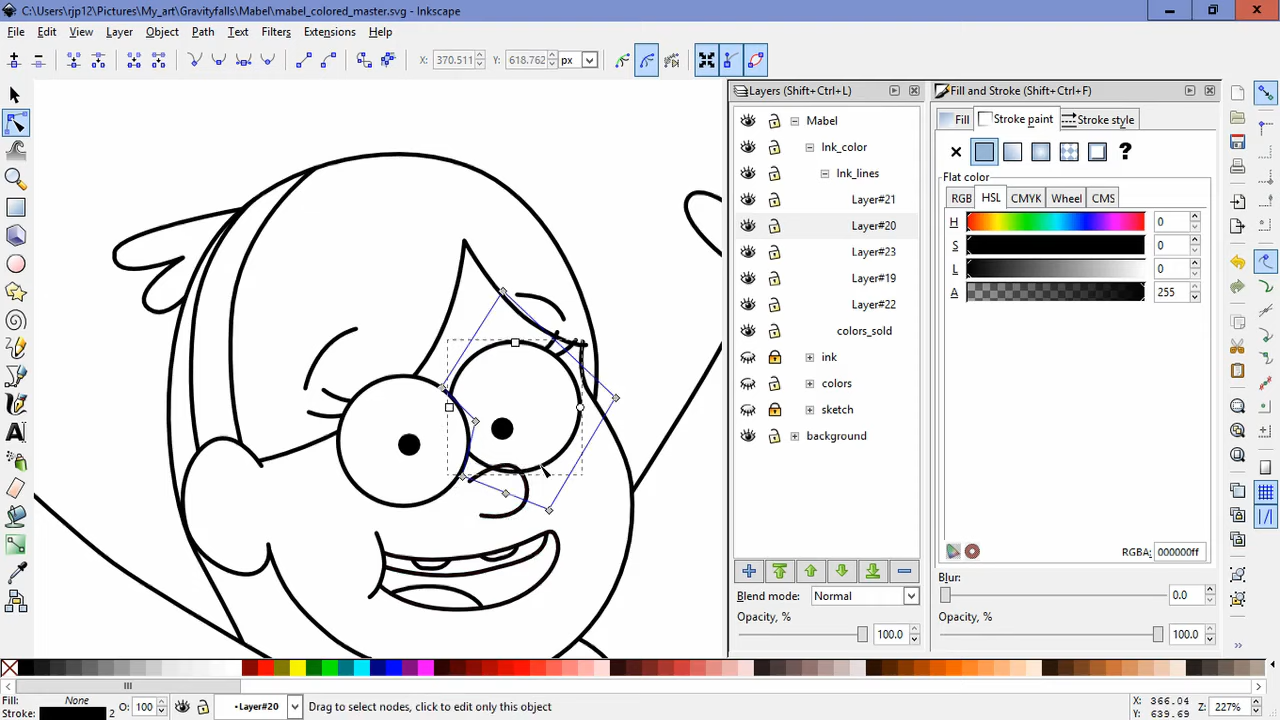 C:\Users\rjp12\Pictures\My_art\Gravityfalls\Mabel\mabel_colored_master.svg - Inkscape
File Edit View Layer Object Path Text Filters Extensions Help
X: 370.511 Y: 618.762 px
Layers (Shift+Ctrl+L)
Fill and Stroke (Shift+Ctrl+F)
Mabel
Ink_color
Ink_lines
Layer#21
Layer#20
Layer#23
Layer#19
Layer#22
colors_sold
ink
colors
sketch
background
Blend mode: Normal
Opacity, % 100.0
Fill Stroke paint Stroke style
?
Flat color
RGB HSL CMYK Wheel CMS
H 0
S 0
L 0
A 255
RGBA: 000000ff
Blur:
0.0
Opacity, %
100.0
Fill: None
Stroke: 2
O: 100
•Layer#20
Drag to select nodes, click to edit only this object
X: 366.04
Y: 639.69
Z: 227%